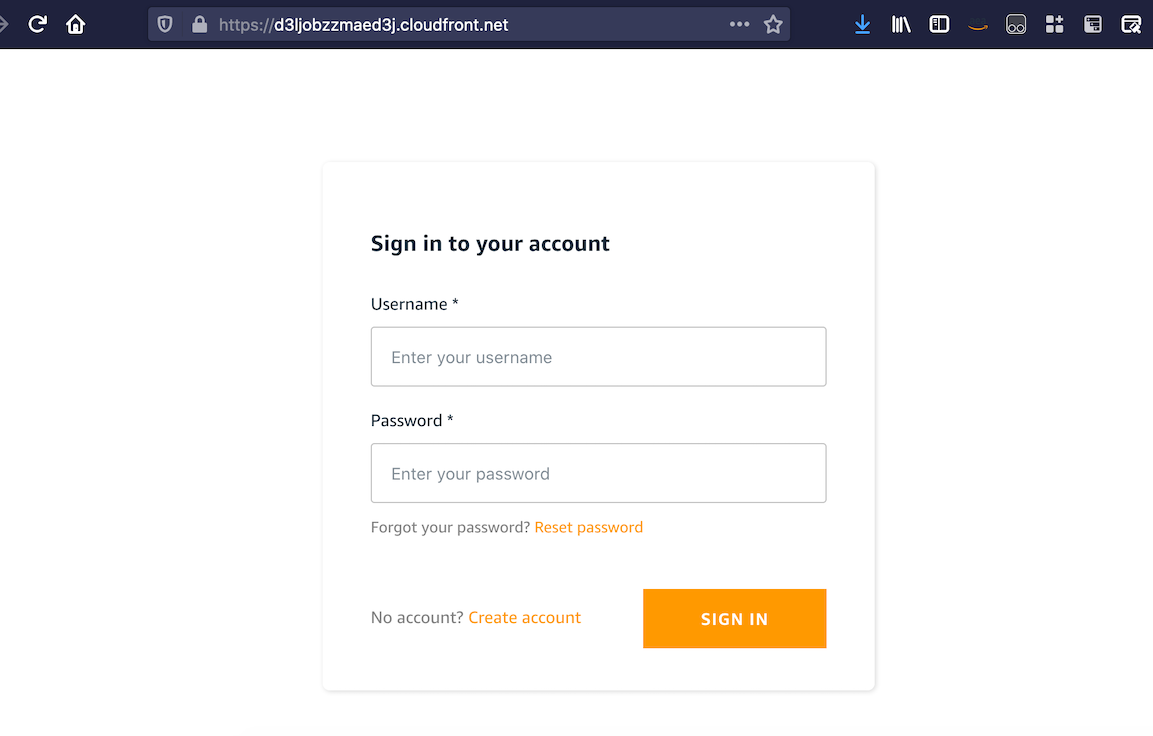 https://d3ljobzzmaed3j.cloudfront.net
Sign in to your account
Username *
Enter your username
Password *
Enter your password
Forgot your password? Reset password
No account? Create account
SIGN IN